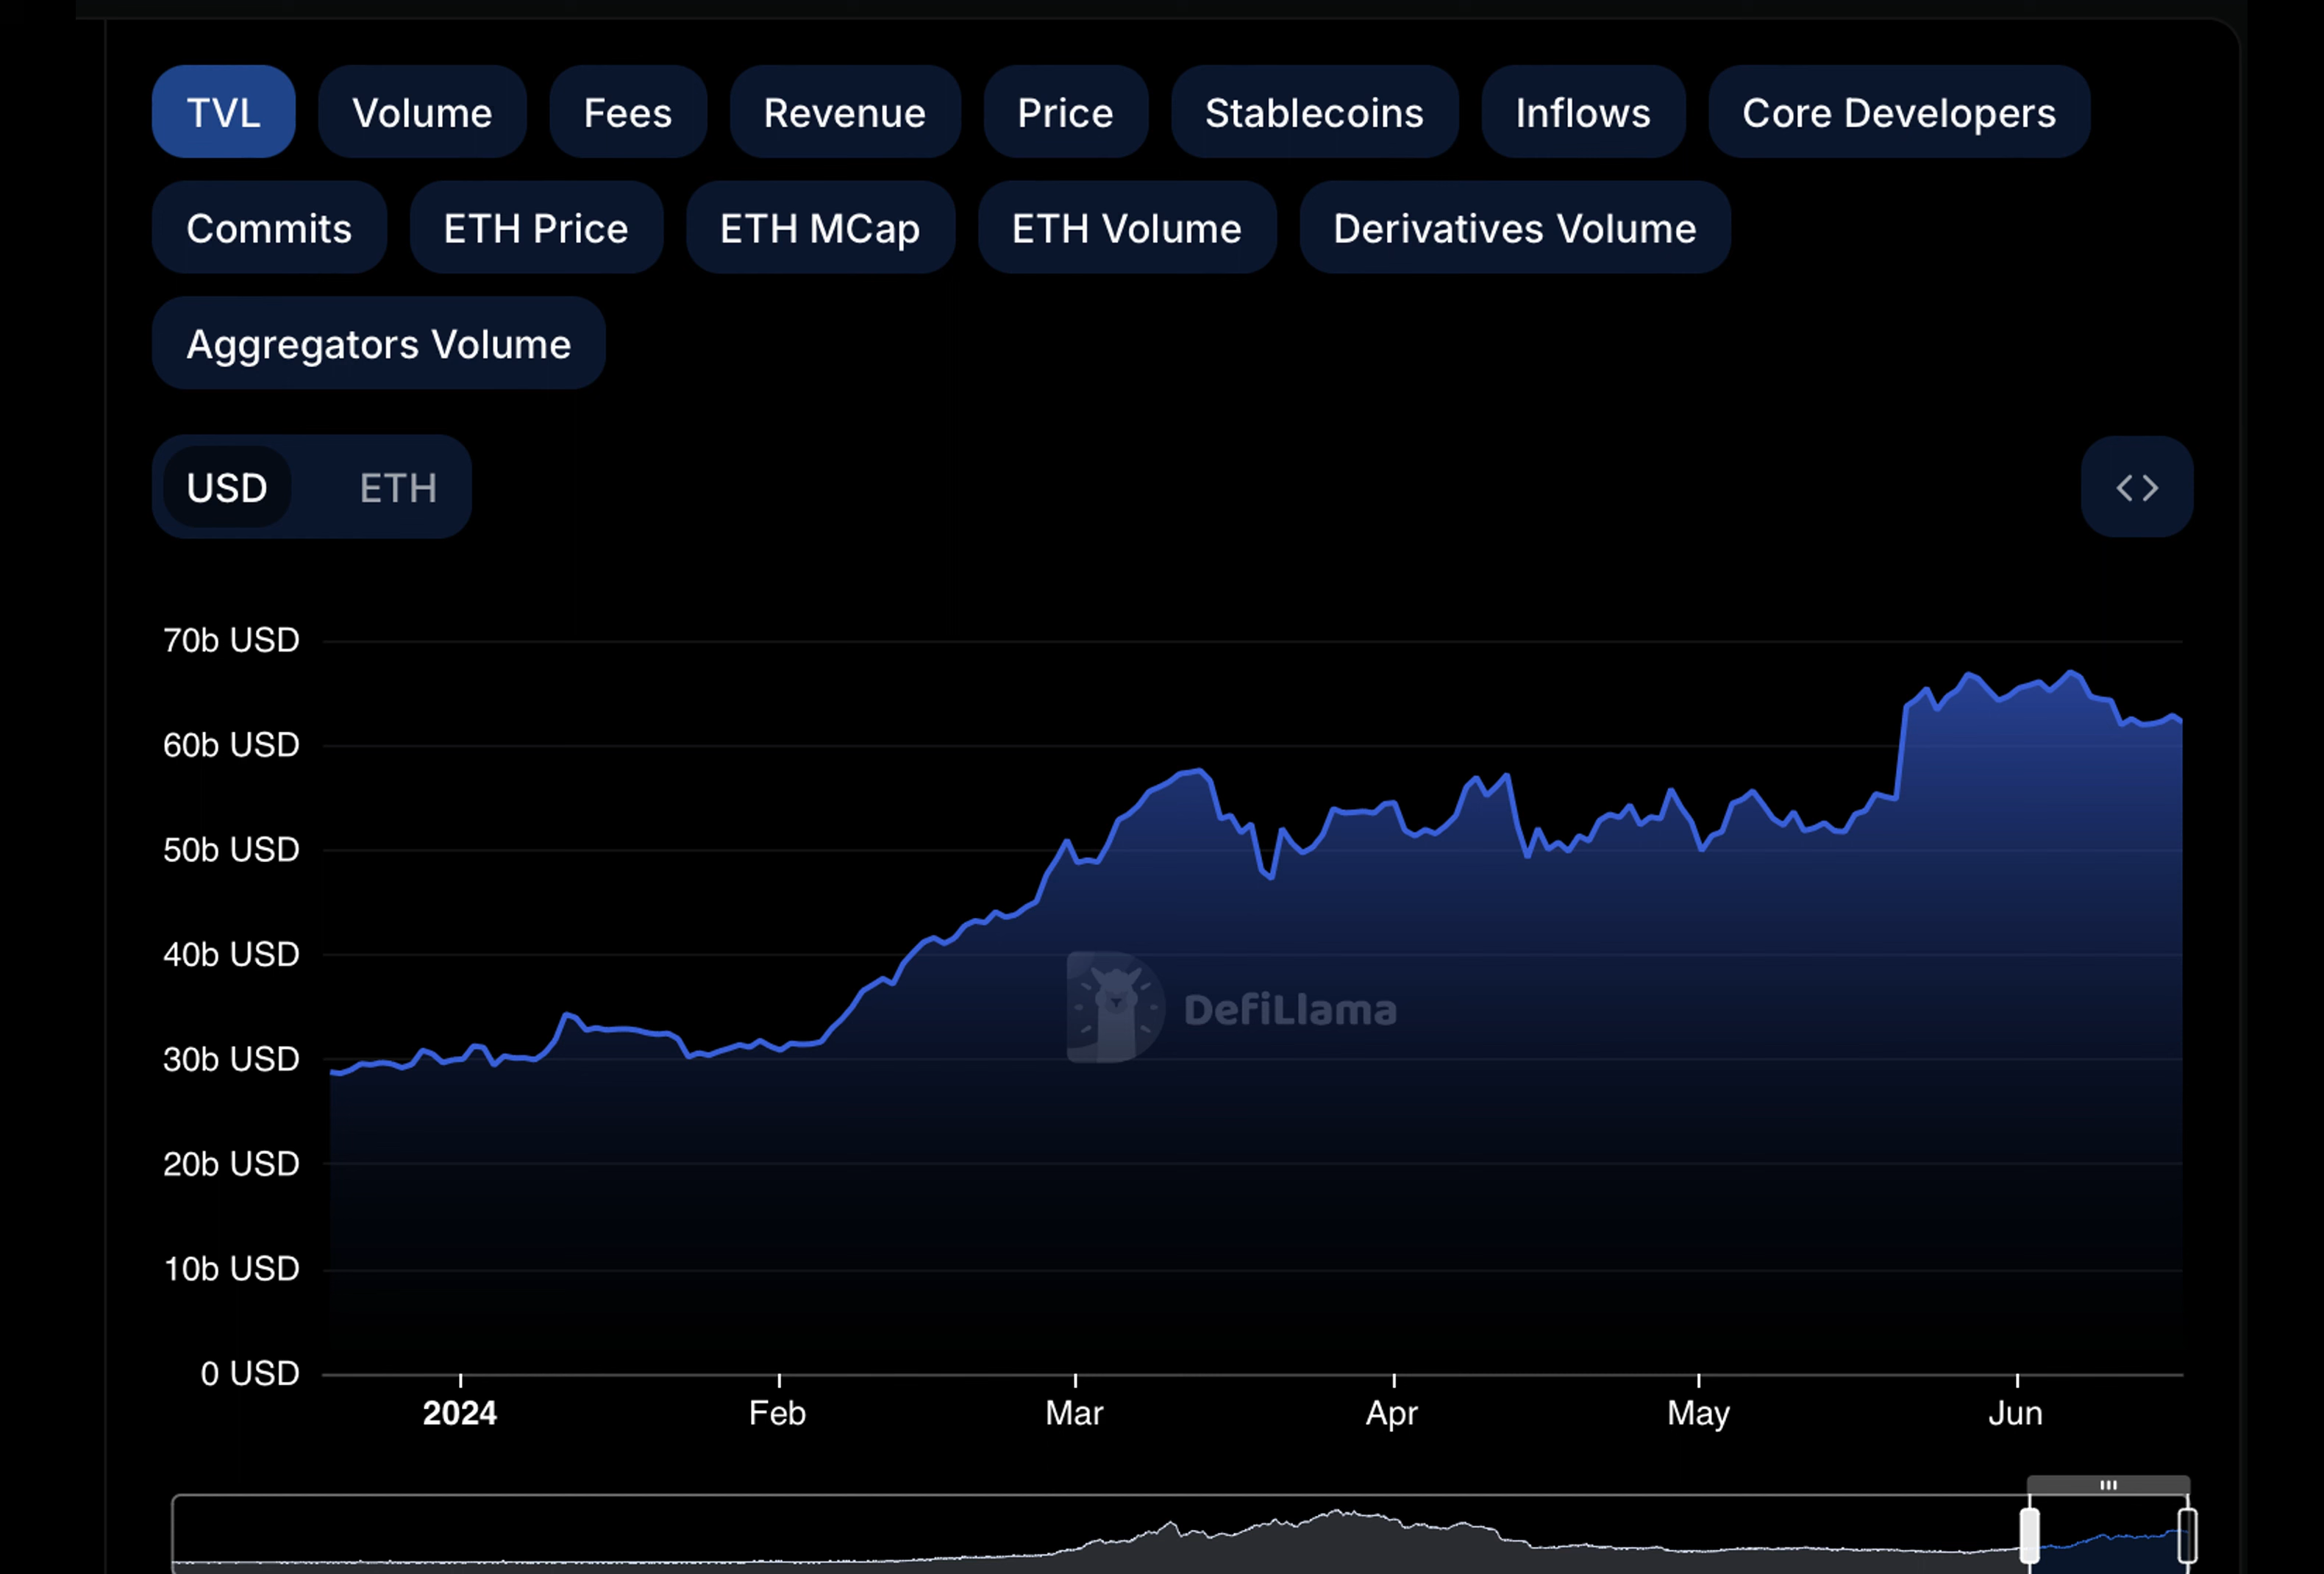 TVL Volume Fees Revenue Price Stablecoins Inflows Core Developers
Commits ETH Price ETH MCap ETH Volume Derivatives Volume
Aggregators Volume
USD ETH
70b USD
60b USD
50b USD
40b USD
DefiLlama
30b USD
20b USD
10b USD
0 USD
2024 Feb Mar Apr May Jun